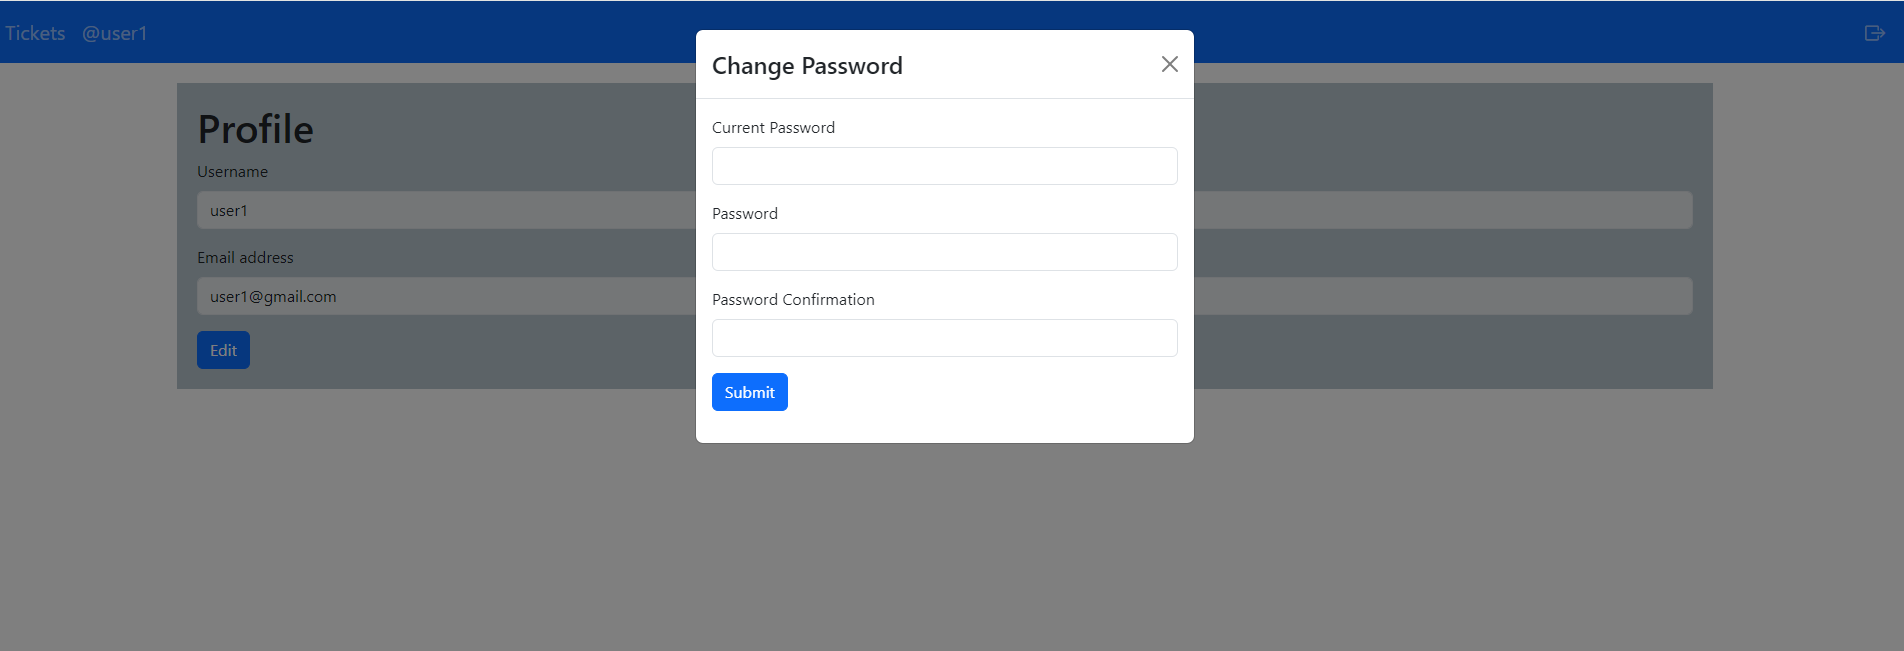 Tickets @user1
Change Password
Current Password
Password
Password Confirmation
Submit
Profile
Username
user1
Email address
user1@gmail.com
Edit